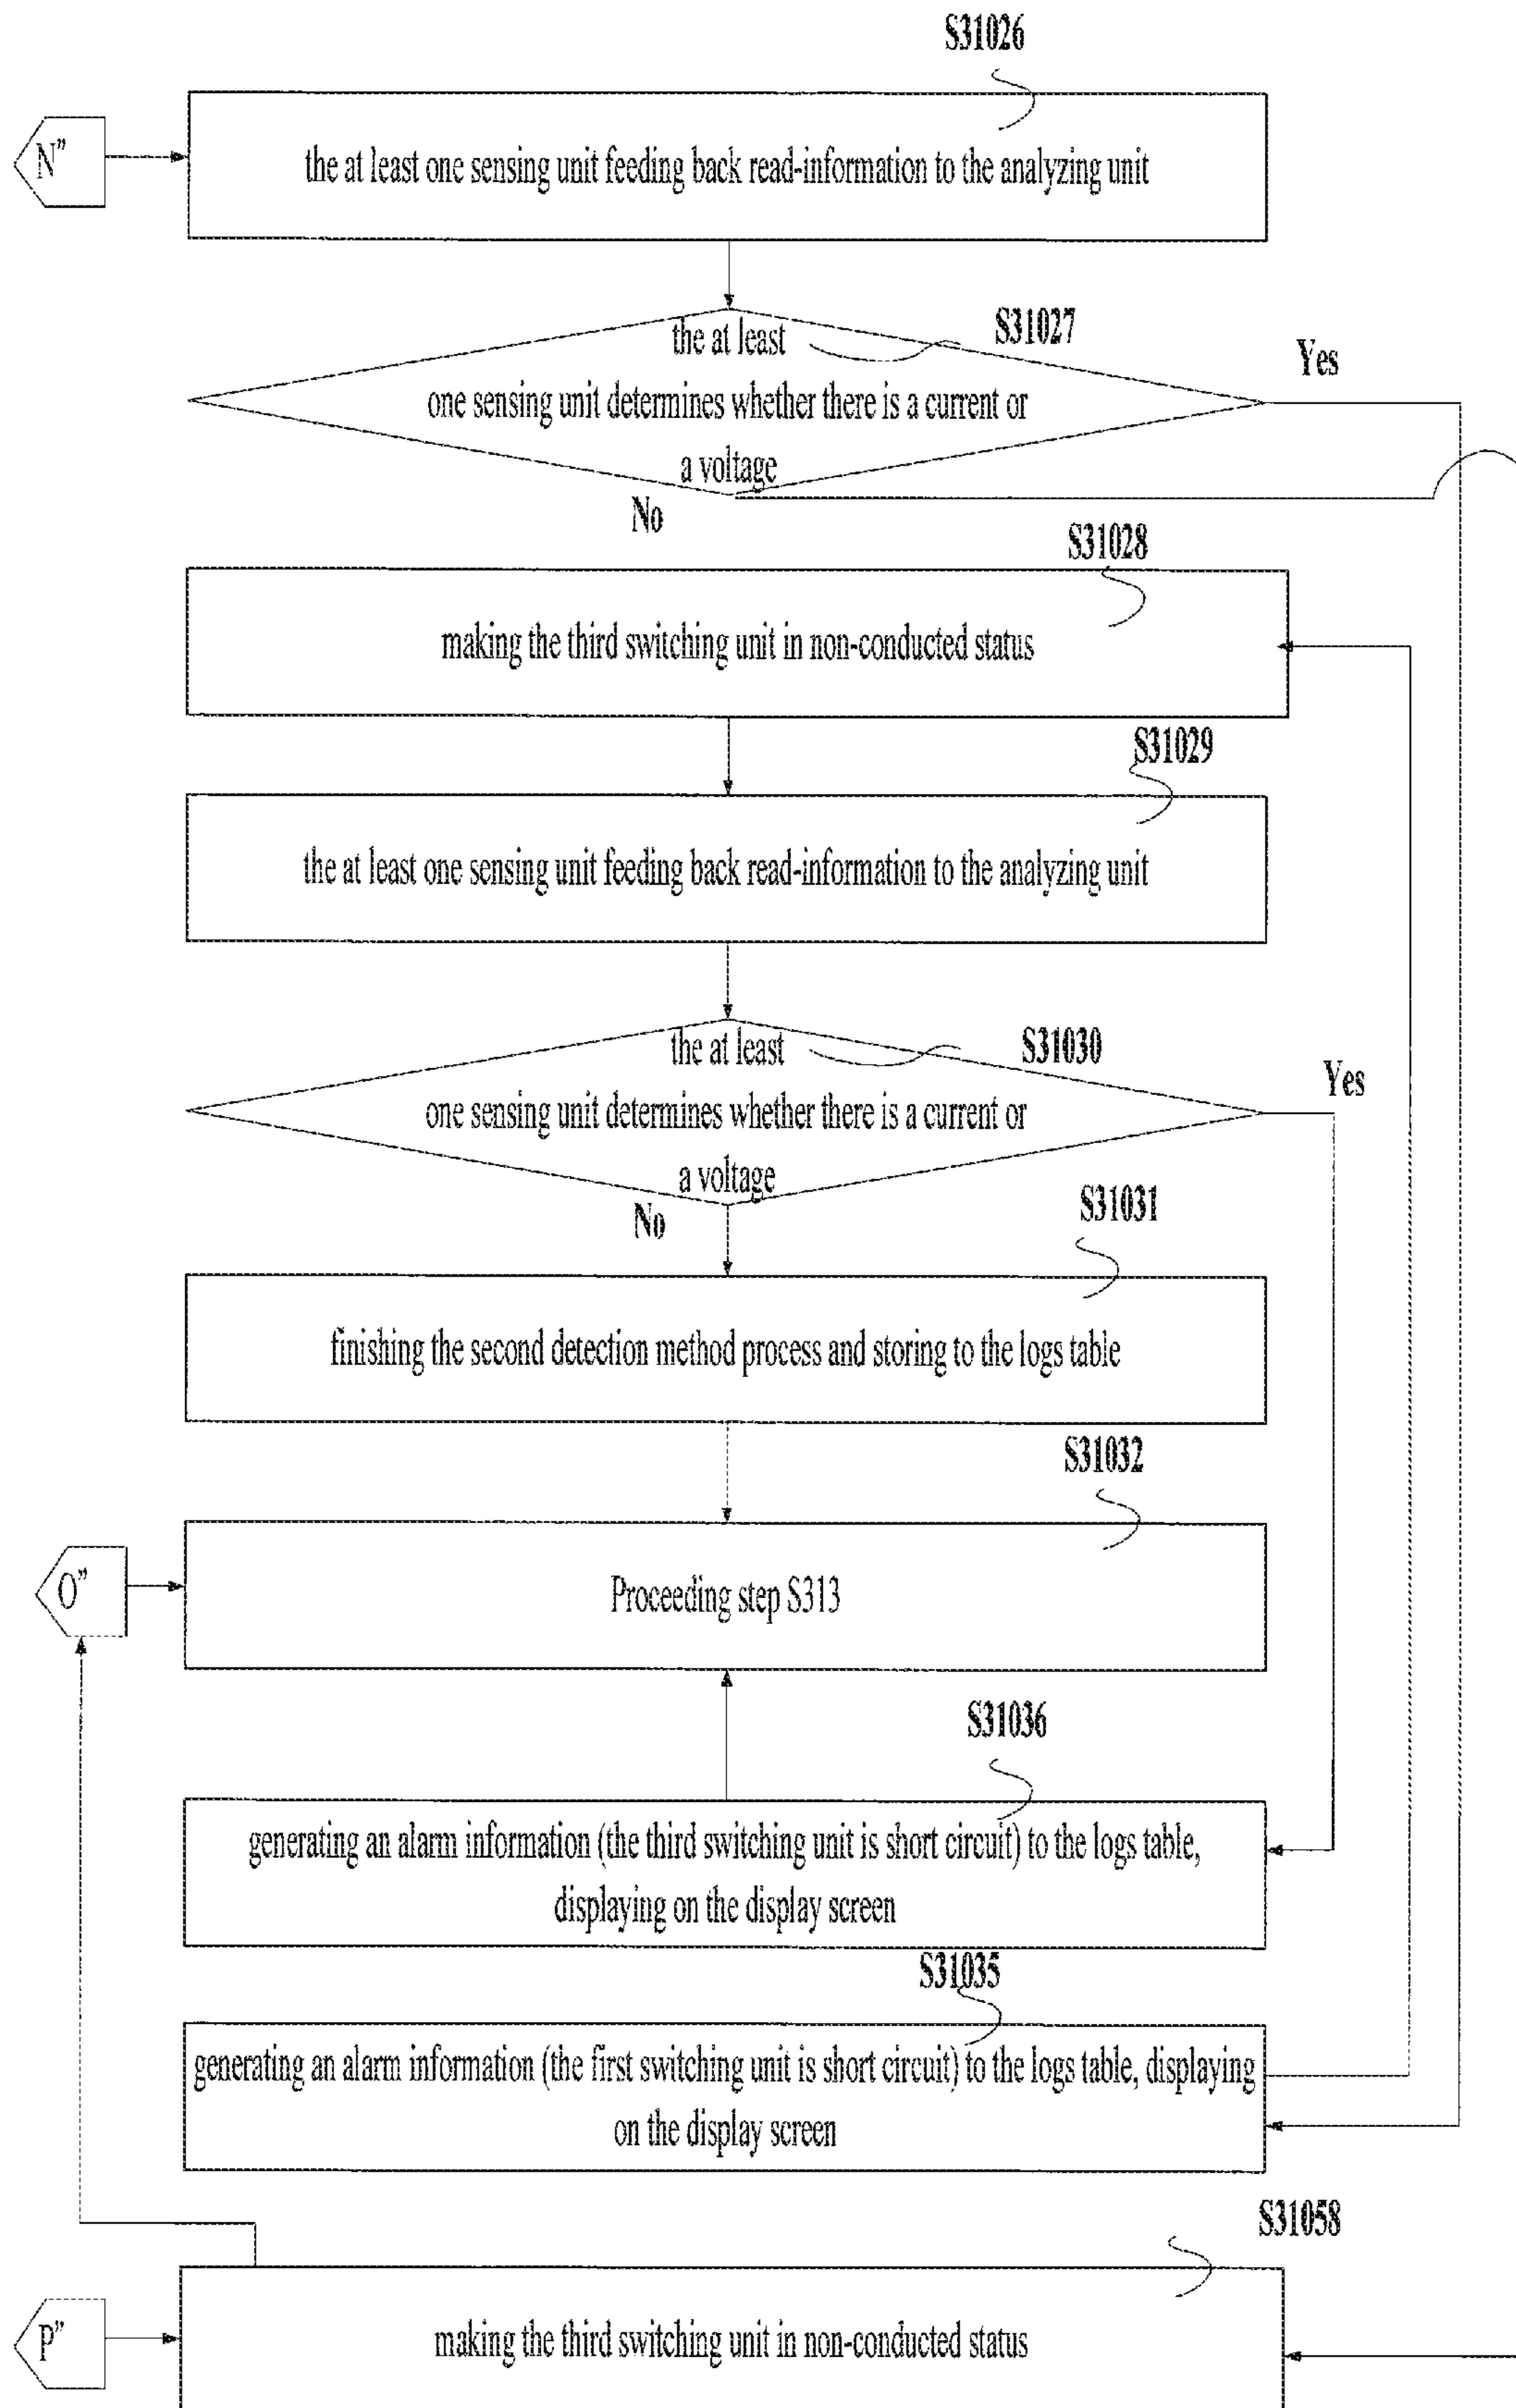 S31026
N”
the at least one sensing unit feeding back read-information to the analyzing unit
S31027
the at least
Yes
one sensing unit determines whether there is a current or
a voltage
No
S31028
making the third switching unit in non-conducted status
S31029
the at least one sensing unit feeding back read-information to the analyzing unit
the at least
S31030
Yes
one sensing unit determines whether there is a current or
a voltage
S31031
No
finishing the second detection method process and storing to the logs table
S31032
O”
Proceeding step S313
S31036
generating an alarm information (the third switching unit is short circuit) to the logs table,
displaying on the display screen
S31035
generating an alarm information (the first switching unit is short circuit) to the logs table, displaying
on the display screen
S31058
P”
making the third switching unit in non-conducted status